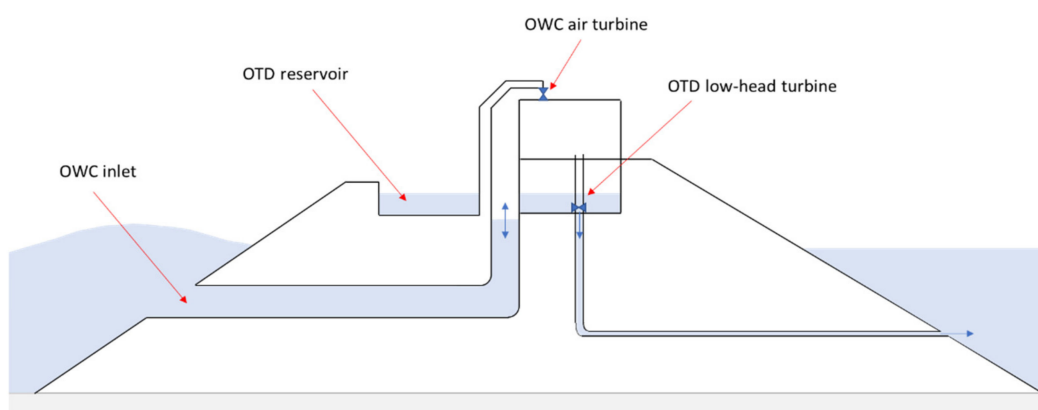 OWC air turbine
OTD reservoir
OTD low-head turbine
OWC inlet